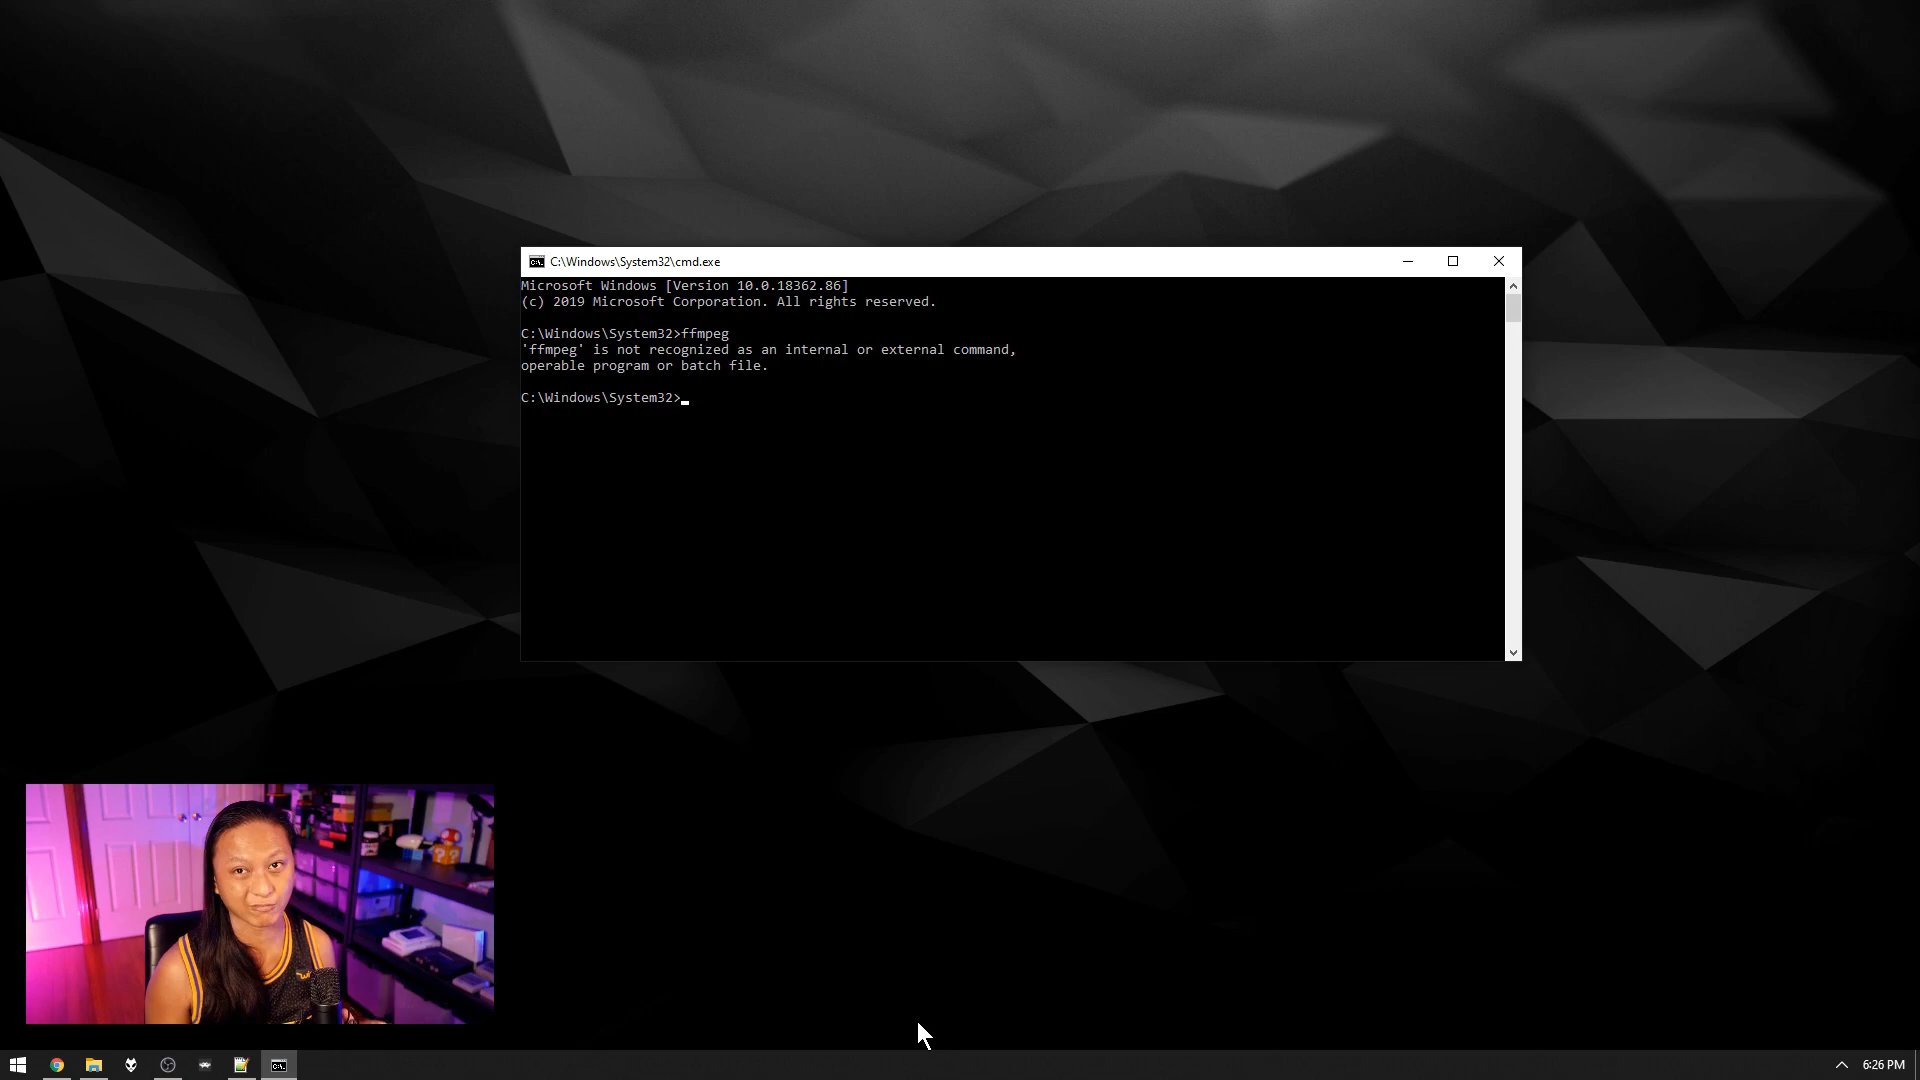 C:\Windows\System32\cmd.exe
Microsoft Windows [Version 10.0.18362.86]
(c) 2019 Microsoft Corporation. All rights reserved.
C:\Windows\System32>ffmpeg
'ffmpeg' is not recognized as an internal or external command,
operable program or batch file.
C:\Windows\System32>
6:26 PM